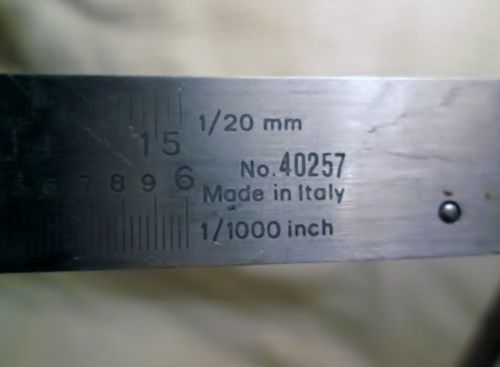 1/20 mm
15
No. 40257
7 8 9 6
Made in Italy
1/1000 inch